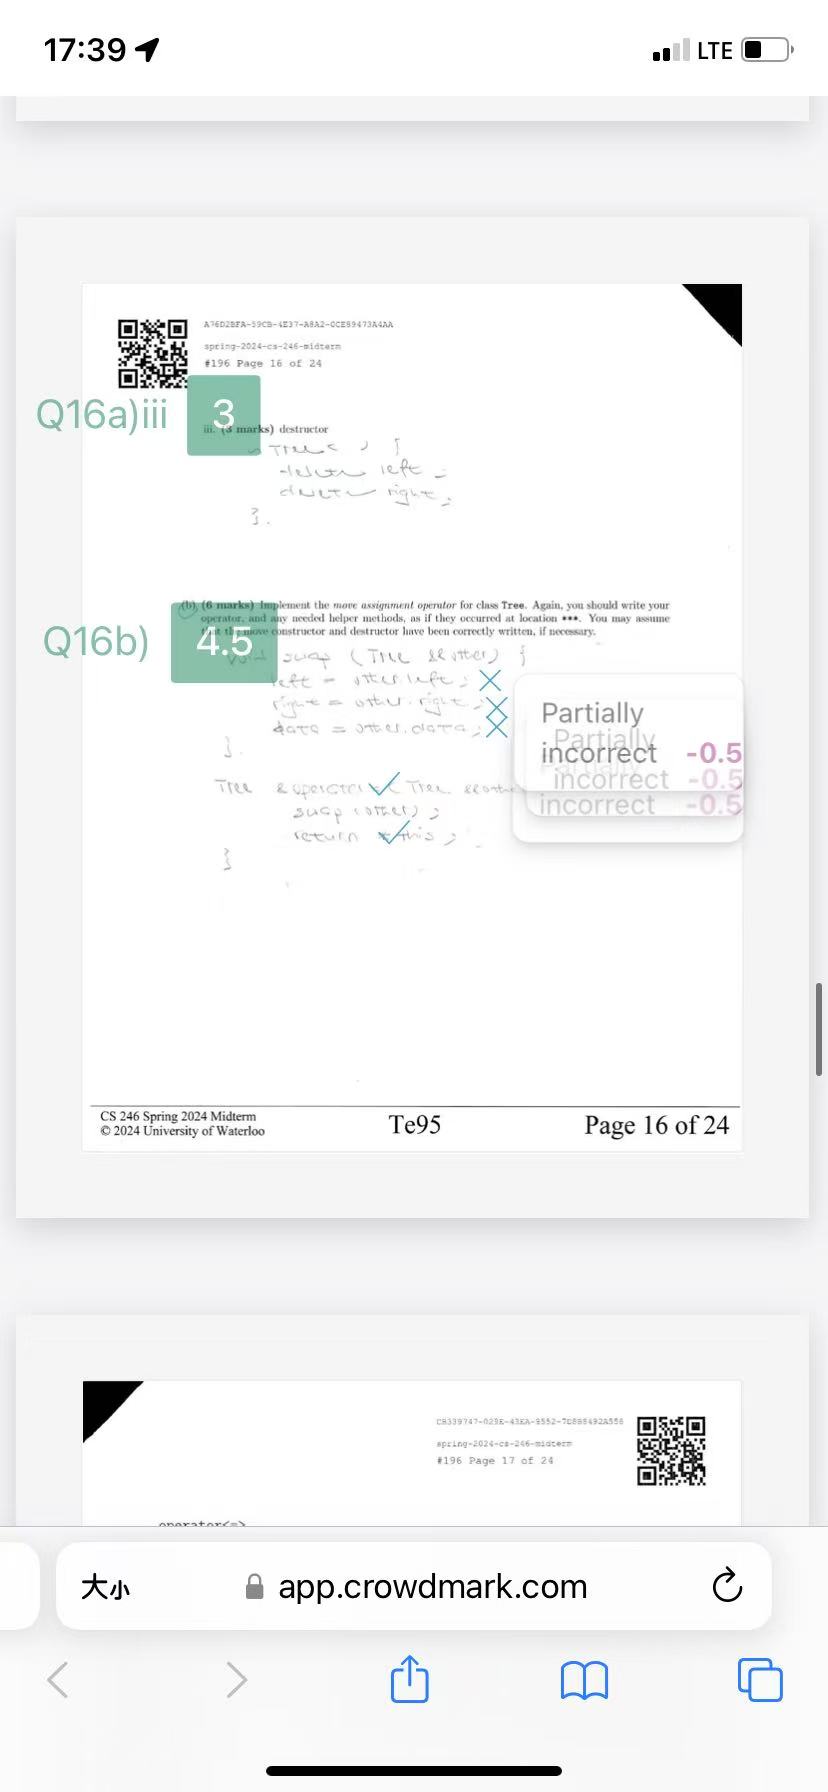 17:39
LTE
A76D2BFA-59CB-4E37-A8A2-0CE89473A4AA
spring-2024-cs-246-midterm
#196 Page 16 of 24
Q16a)iii 3
iii. (3 marks) destructor
~Tree ( ) {
delete left ;
delete right ;
}.
(b) (6 marks) Implement the move assignment operator for class Tree. Again, you should write your
operator, and any needed helper methods, as if they occurred at location ***. You may assume
that the move constructor and destructor have been correctly written, if necessary.
Q16b) 4.5
void swap ( Tree &&other) {
left = other.left ;
right = other.right ;
data = other.data ;
}.
Partially
incorrect -0.5
Partially
incorrect -0.5
incorrect -0.5
Tree & operator Tree &&othe
swap (other) ;
return *this ;
}
CS 246 Spring 2024 Midterm
© 2024 University of Waterloo
Te95
Page 16 of 24
spring-2024-cs-246-midterm
#196 Page 17 of 24
operator<=>
大小
app.crowdmark.com